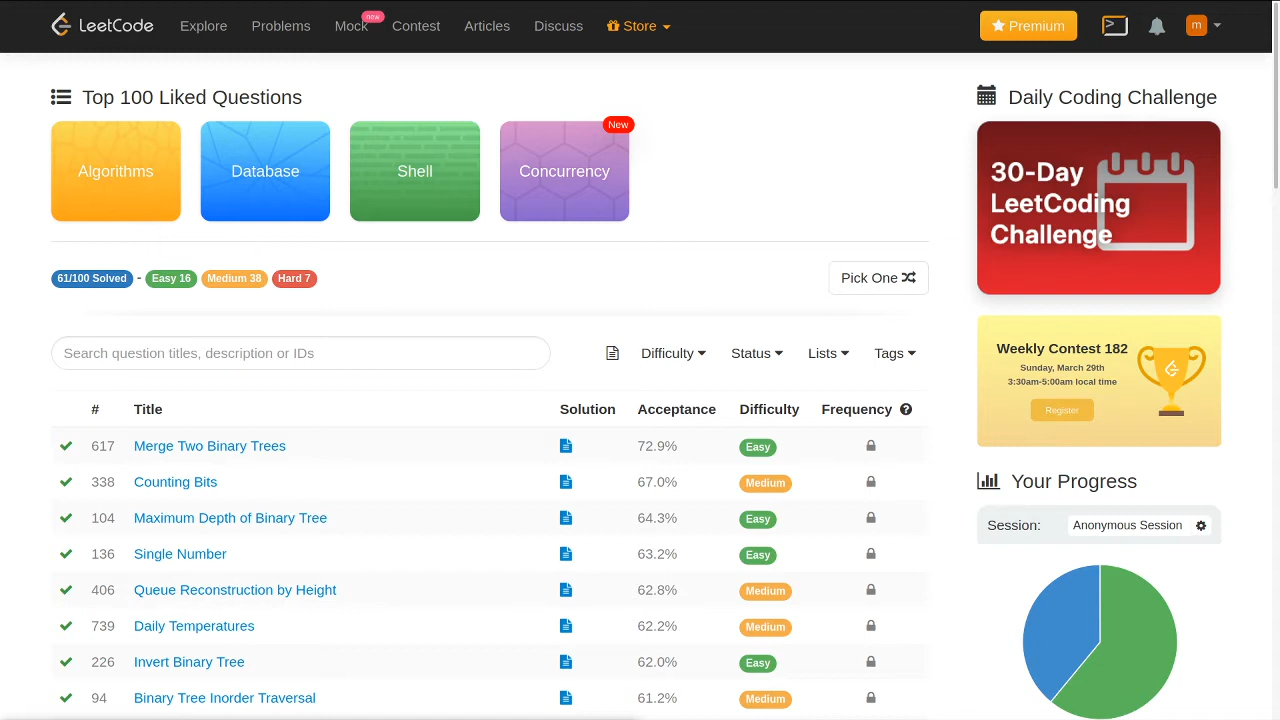 LeetCode Explore Problems Mock new Contest Articles Discuss Store Premium m
Top 100 Liked Questions
Algorithms
Database
Shell
Concurrency
New
61/100 Solved - Easy 16 Medium 38 Hard 7
Pick One
Search question titles, description or IDs
Difficulty Status Lists Tags
# Title Solution Acceptance Difficulty Frequency ?
617 Merge Two Binary Trees 72.9% Easy
338 Counting Bits 67.0% Medium
104 Maximum Depth of Binary Tree 64.3% Easy
136 Single Number 63.2% Easy
406 Queue Reconstruction by Height 62.8% Medium
739 Daily Temperatures 62.2% Medium
226 Invert Binary Tree 62.0% Easy
94 Binary Tree Inorder Traversal 61.2% Medium
Daily Coding Challenge
30-Day
LeetCoding
Challenge
Weekly Contest 182
Sunday, March 29th
3:30am-5:00am local time
Register
Your Progress
Session: Anonymous Session